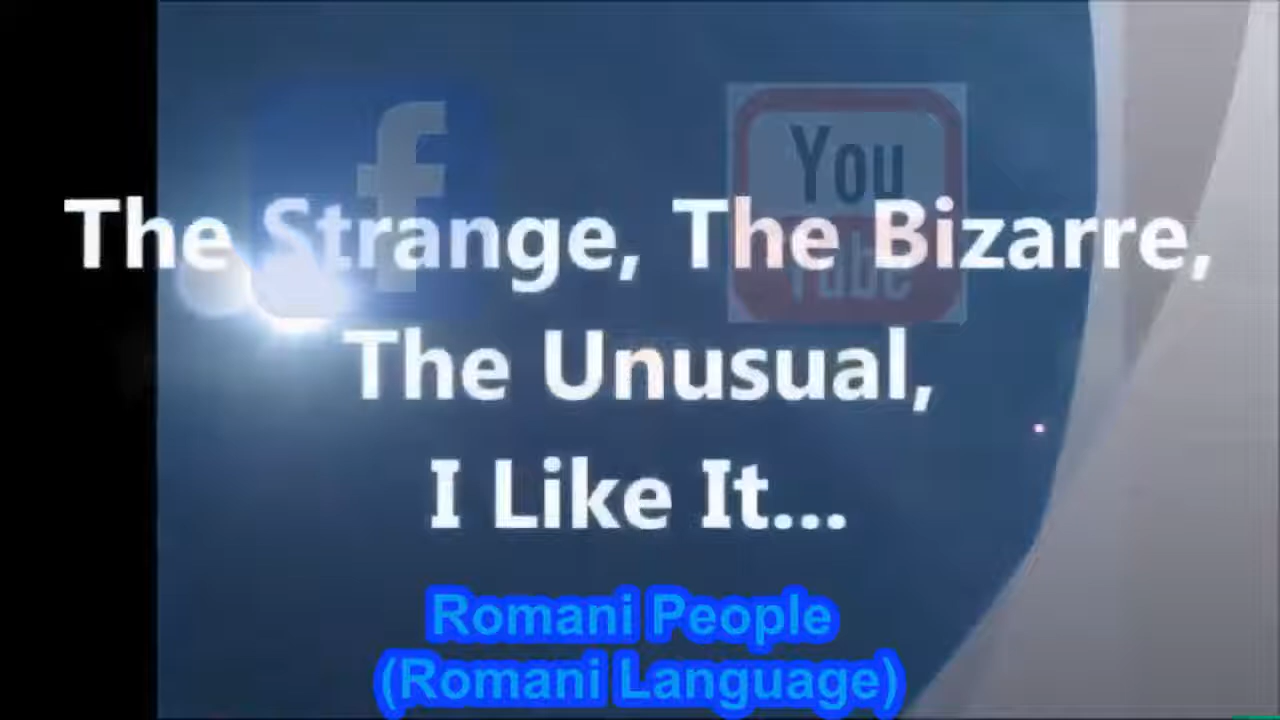 f
You
Tube
The Strange, The Bizarre,
The Unusual,
I Like It...
Romani People
(Romani Language)